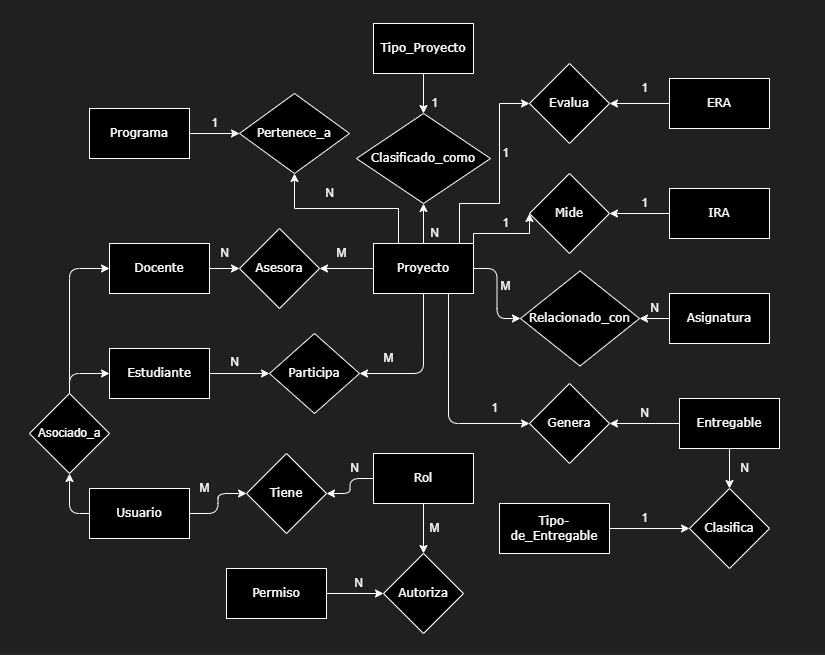 Tipo_Proyecto
1
Evalua
1
ERA
Programa
1
Pertenece_a
Clasificado_como
1
N
N
1
Mide
1
IRA
Docente
N
Asesora
M
Proyecto
M
Relacionado_con
N
Asignatura
Estudiante
N
Participa
M
1
Genera
N
Entregable
Asociado_a
N
Usuario
M
Tiene
N
Rol
M
Tipo-
de_Entregable
1
Clasifica
Permiso
N
Autoriza